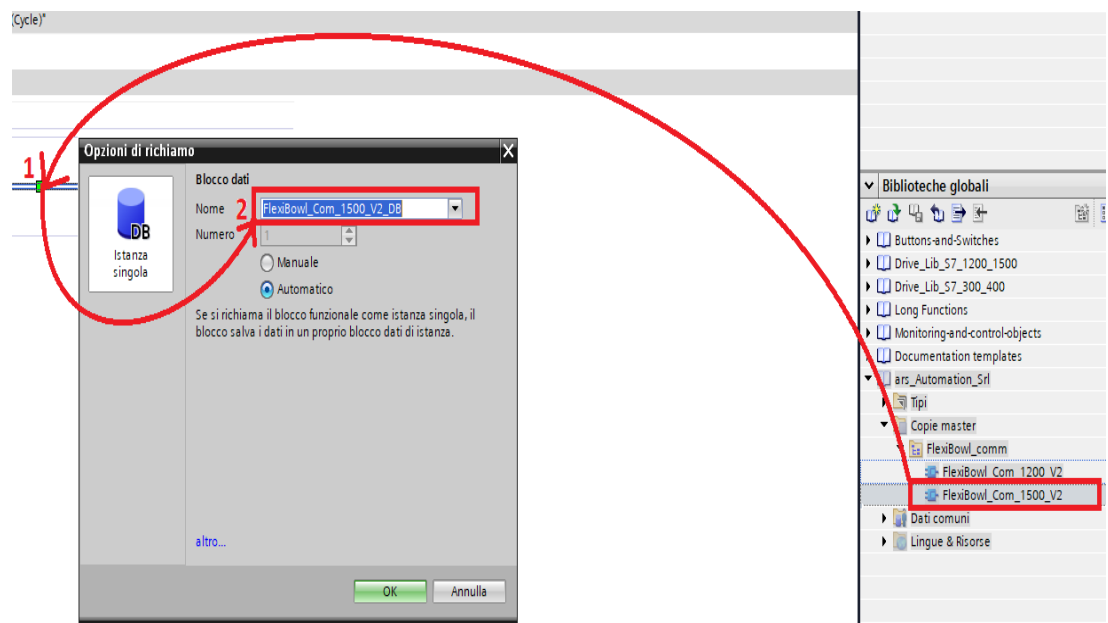 (Cycle)"
1
Opzioni di richiamo
X
DB
Istanza
singola
Blocco dati
Nome
2
FlexiBowl_Com_1500_V2_DB
Numero
1
Manuale
Automatico
Se si richiama il blocco funzionale come istanza singola, il
blocco salva i dati in un proprio blocco dati di istanza.
altro...
OK
Annulla
Biblioteche globali
Buttons-and-Switches
Drive_Lib_S7_1200_1500
Drive_Lib_S7_300_400
Long Functions
Monitoring-and-control-objects
Documentation templates
ars_Automation_Srl
Tipi
Copie master
FlexiBowl_comm
FlexiBowl_Com_1200_V2
FlexiBowl_Com_1500_V2
Dati comuni
Lingue & Risorse